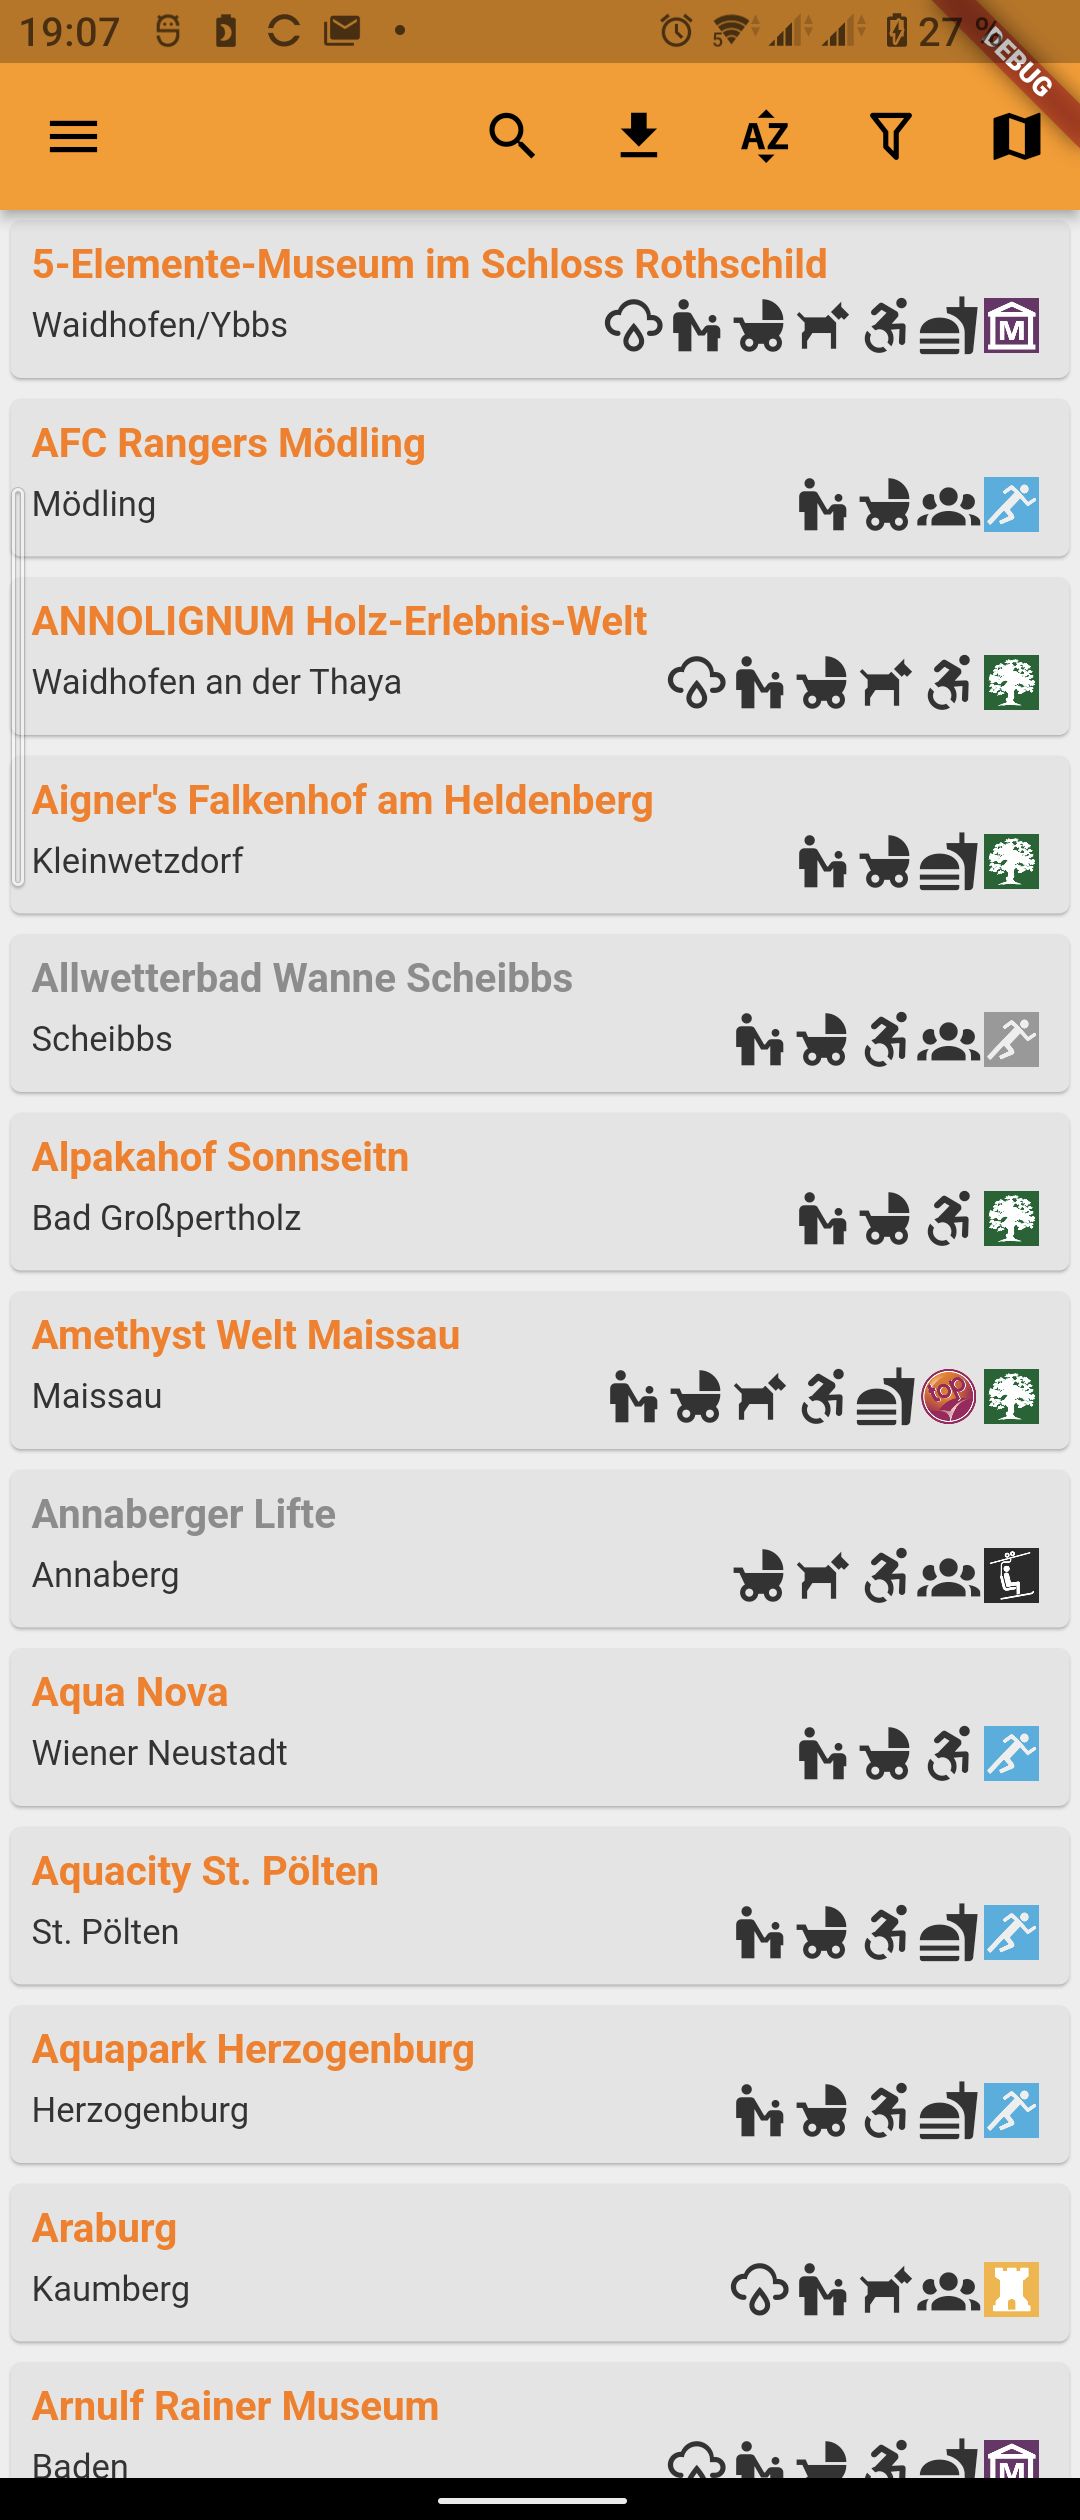 19:07
5
27 %
DEBUG
AZ
5-Elemente-Museum im Schloss Rothschild
Waidhofen/Ybbs
M
AFC Rangers Mödling
Mödling
ANNOLIGNUM Holz-Erlebnis-Welt
Waidhofen an der Thaya
Aigner's Falkenhof am Heldenberg
Kleinwetzdorf
Allwetterbad Wanne Scheibbs
Scheibbs
Alpakahof Sonnseitn
Bad Großpertholz
Amethyst Welt Maissau
Maissau
top
Annaberger Lifte
Annaberg
Aqua Nova
Wiener Neustadt
Aquacity St. Pölten
St. Pölten
Aquapark Herzogenburg
Herzogenburg
Araburg
Kaumberg
Arnulf Rainer Museum
Baden
M